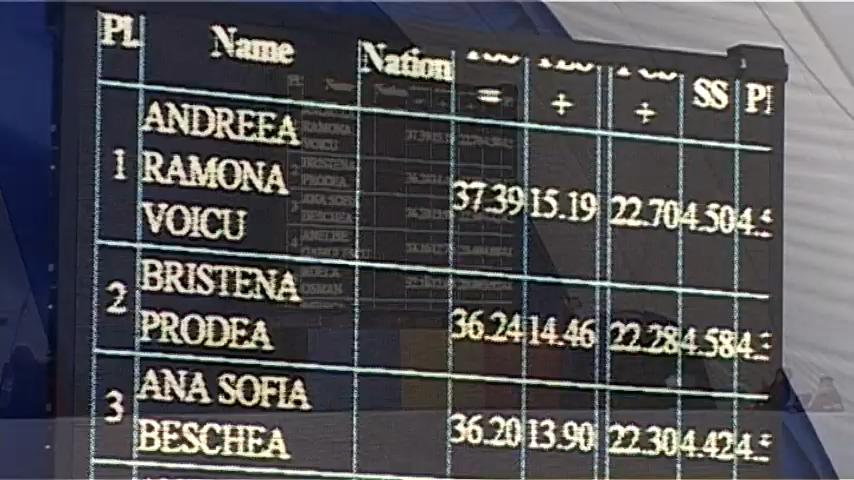 PL Name Nation SS
= + +
1 ANDREEA RAMONA VOICU 37.39 15.19 22.70 4.50
2 BRISTENA PRODEA 36.24 14.46 22.28 4.58
3 ANA SOFIA BESCHEA 36.20 13.90 22.30 4.42